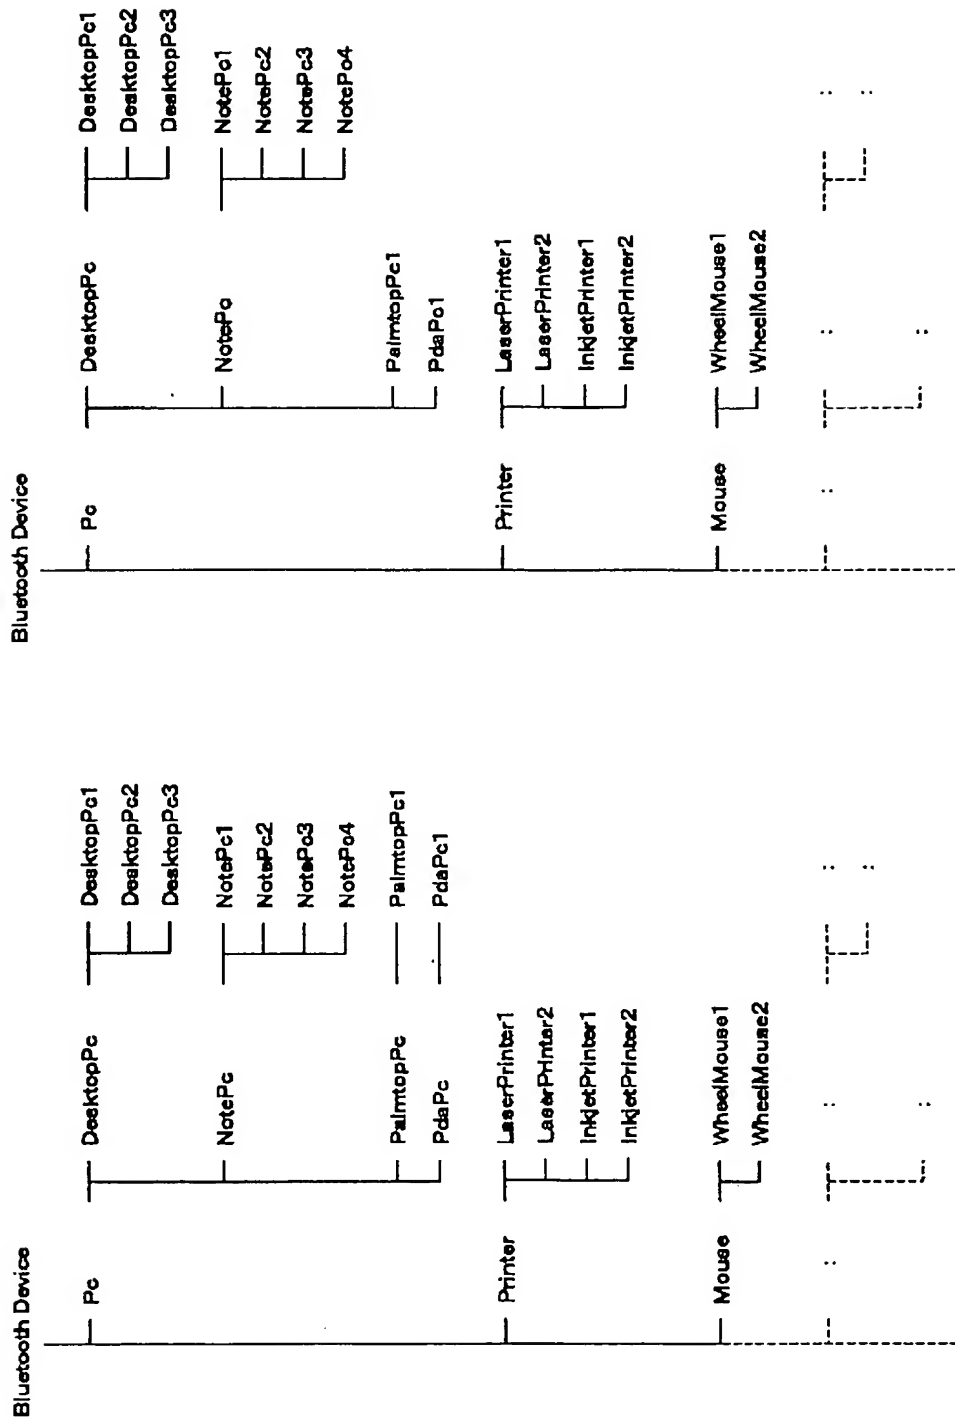 Bluetooth Device
Pc
DesktopPc
DesktopPc1
DesktopPc2
DesktopPc3
NotePc
NotePc1
NotePc2
NotePc3
NotePc4
PalmtopPc
PalmtopPc1
PdaPc
PdaPc1
Printer
LaserPrinter1
LaserPrinter2
InkjetPrinter1
InkjetPrinter2
Mouse
WheelMouse1
WheelMouse2
Bluetooth Device
Pc
DesktopPc
DesktopPc1
DesktopPc2
DesktopPc3
NotePc
NotePc1
NotePc2
NotePc3
NotePc4
PalmtopPc1
PdaPc1
Printer
LaserPrinter1
LaserPrinter2
InkjetPrinter1
InkjetPrinter2
Mouse
WheelMouse1
WheelMouse2